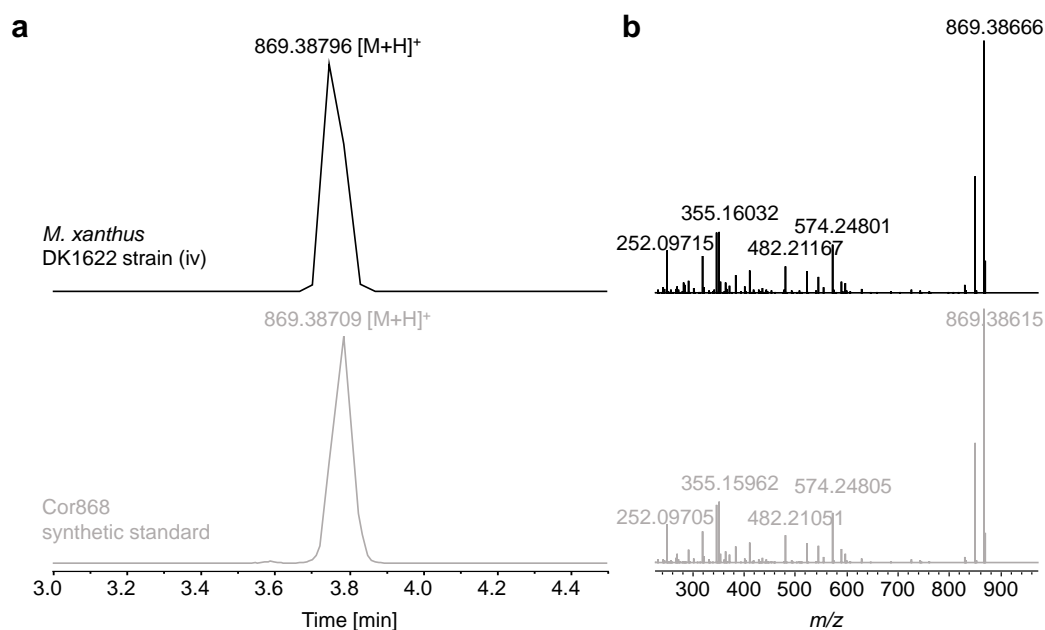 a
869.38796 [M+H]+
M. xanthus
DK1622 strain (iv)
869.38709 [M+H]+
Cor868
synthetic standard
3.0 3.2 3.4 3.6 3.8 4.0 4.2 4.4
Time [min]
b
869.38666
355.16032
574.24801
252.09715
482.21167
869.38615
355.15962
574.24805
252.09705
482.21051
300 400 500 600 700 800 900
m/z